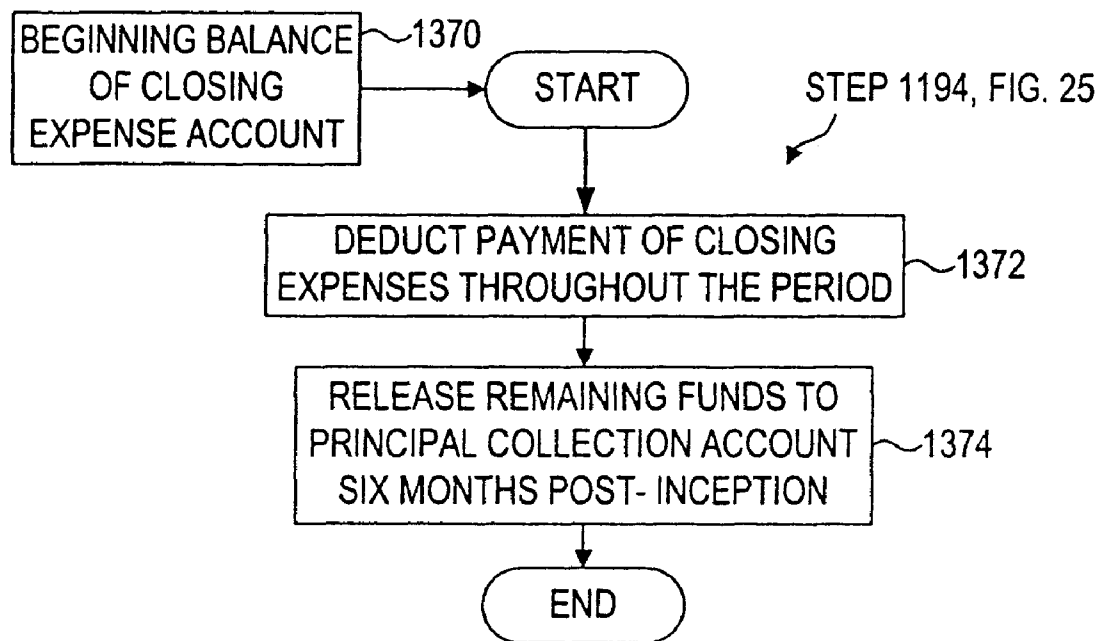 BEGINNING BALANCE
OF CLOSING
EXPENSE ACCOUNT
1370
START
STEP 1194, FIG. 25
DEDUCT PAYMENT OF CLOSING
EXPENSES THROUGHOUT THE PERIOD
1372
RELEASE REMAINING FUNDS TO
PRINCIPAL COLLECTION ACCOUNT
SIX MONTHS POST- INCEPTION
1374
END